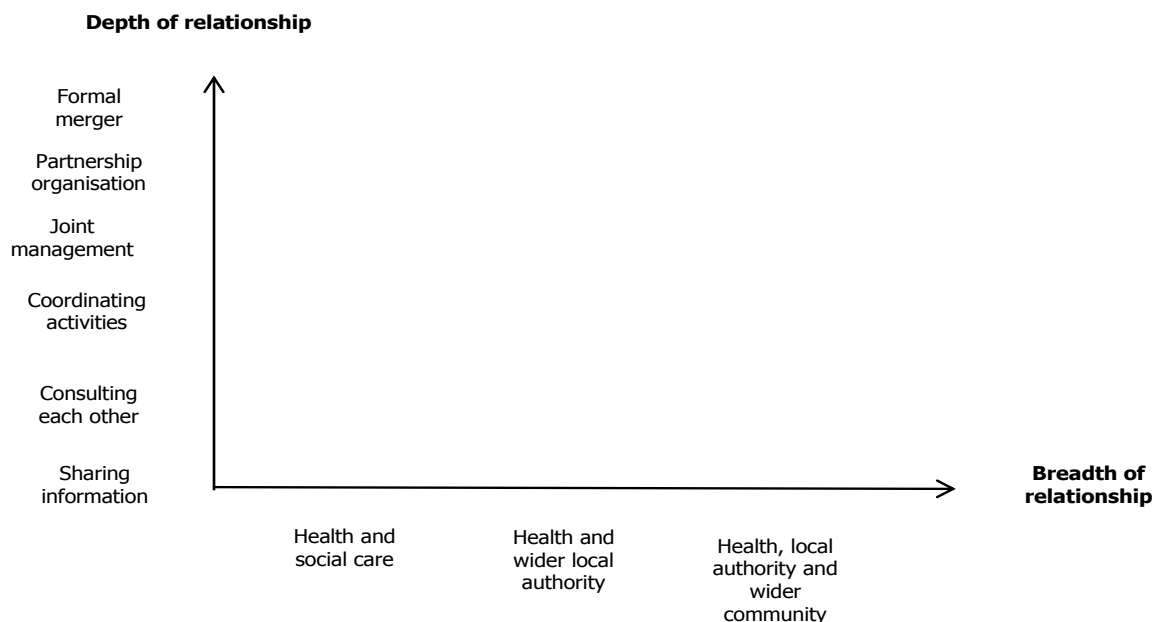 Depth of relationship
Formal
merger
Partnership
organisation
Joint
management
Coordinating
activities
Consulting
each other
Sharing
information
Breadth of
relationship
Health and
social care
Health and
wider local
authority
Health, local
authority and
wider
community